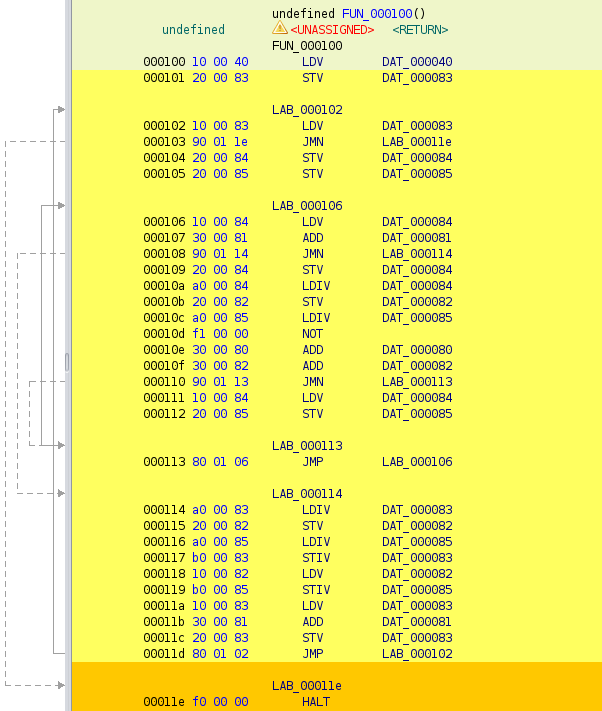 undefined FUN_000100()
undefined <UNASSIGNED> <RETURN>
FUN_000100
000100 10 00 40 LDV DAT_000040
000101 20 00 83 STV DAT_000083
LAB_000102
000102 10 00 83 LDV DAT_000083
000103 90 01 1e JMN LAB_00011e
000104 20 00 84 STV DAT_000084
000105 20 00 85 STV DAT_000085
LAB_000106
000106 10 00 84 LDV DAT_000084
000107 30 00 81 ADD DAT_000081
000108 90 01 14 JMN LAB_000114
000109 20 00 84 STV DAT_000084
00010a a0 00 84 LDIV DAT_000084
00010b 20 00 82 STV DAT_000082
00010c a0 00 85 LDIV DAT_000085
00010d f1 00 00 NOT
00010e 30 00 80 ADD DAT_000080
00010f 30 00 82 ADD DAT_000082
000110 90 01 13 JMN LAB_000113
000111 10 00 84 LDV DAT_000084
000112 20 00 85 STV DAT_000085
LAB_000113
000113 80 01 06 JMP LAB_000106
LAB_000114
000114 a0 00 83 LDIV DAT_000083
000115 20 00 82 STV DAT_000082
000116 a0 00 85 LDIV DAT_000085
000117 b0 00 83 STIV DAT_000083
000118 10 00 82 LDV DAT_000082
000119 b0 00 85 STIV DAT_000085
00011a 10 00 83 LDV DAT_000083
00011b 30 00 81 ADD DAT_000081
00011c 20 00 83 STV DAT_000083
00011d 80 01 02 JMP LAB_000102
LAB_00011e
00011e f0 00 00 HALT